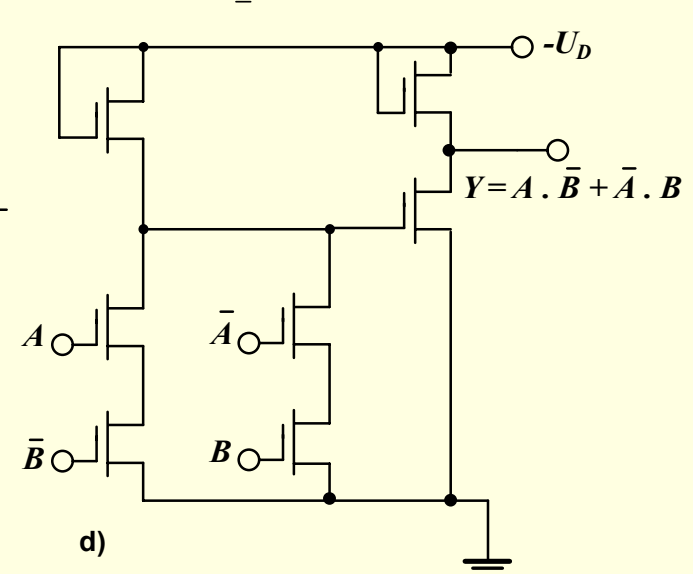 -U_D
Y = A . B̅ + A̅ . B
A
A̅
B̅
B
d)